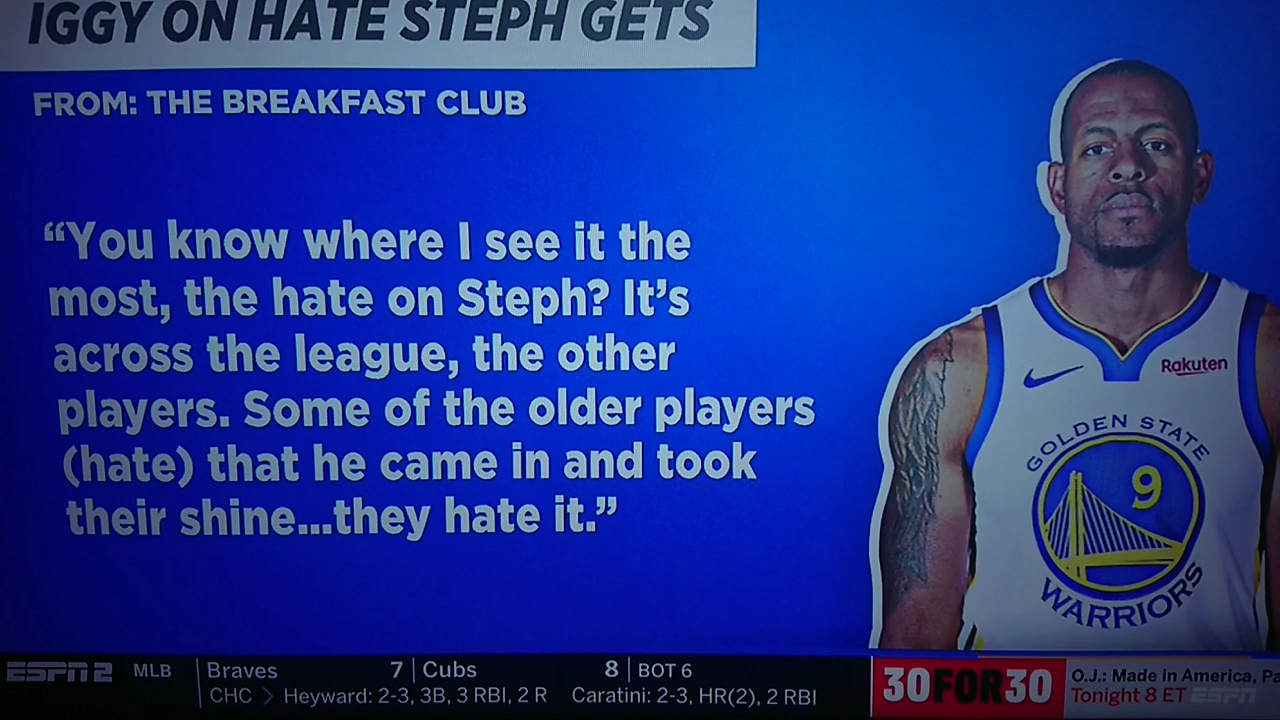 IGGY ON HATE STEPH GETS
FROM: THE BREAKFAST CLUB
“You know where I see it the
most, the hate on Steph? It’s
across the league, the other
players. Some of the older players
(hate) that he came in and took
their shine...they hate it.”
Rakuten
GOLDEN STATE
9
WARRIORS
ESPN2 MLB Braves 7 Cubs 8 BOT 6
CHC > Heyward: 2-3, 3B, 3 RBI, 2 R Caratini: 2-3, HR(2), 2 RBI
30FOR30
O.J.: Made in America, Pa
Tonight 8 ET ESPN